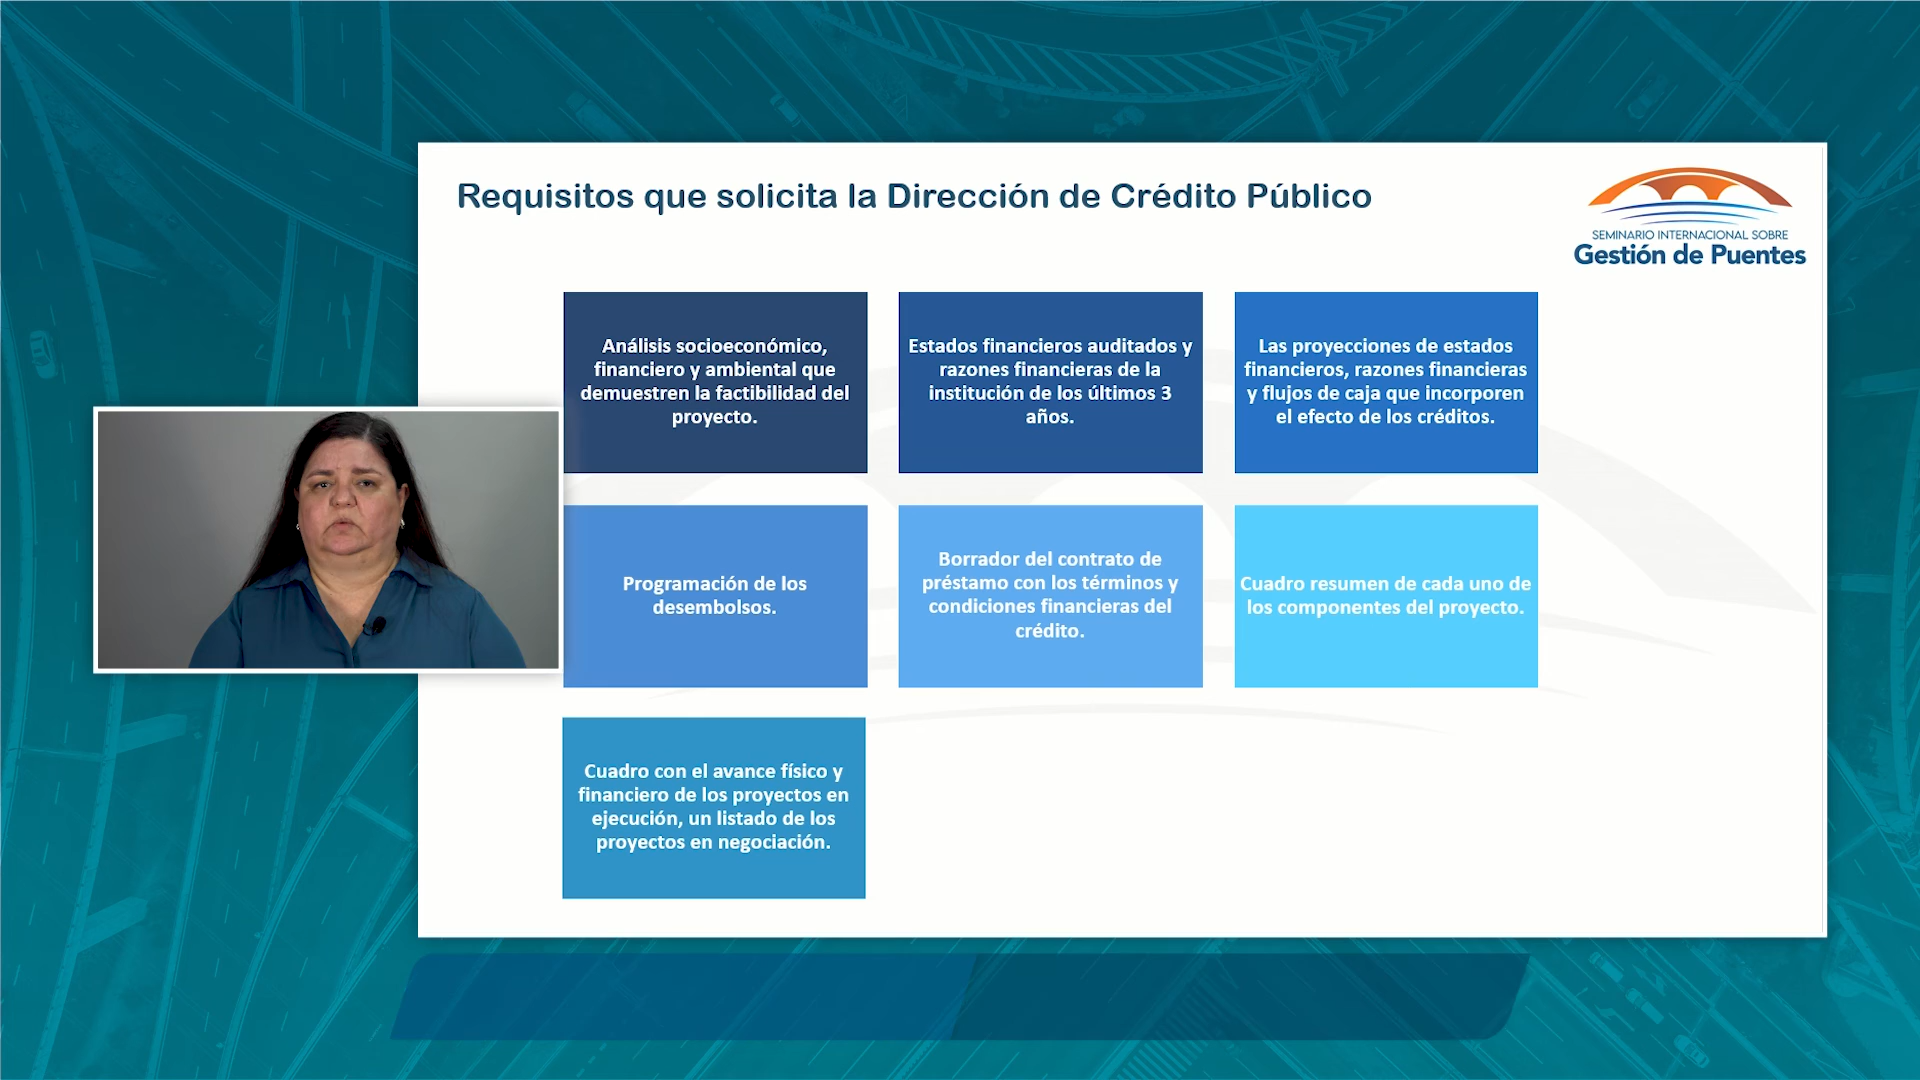 Requisitos que solicita la Dirección de Crédito Público
SEMINARIO INTERNACIONAL SOBRE
Gestión de Puentes
Análisis socioeconómico,
financiero y ambiental que
demuestren la factibilidad del
proyecto.
Estados financieros auditados y
razones financieras de la
institución de los últimos 3
años.
Las proyecciones de estados
financieros, razones financieras
y flujos de caja que incorporen
el efecto de los créditos.
Programación de los
desembolsos.
Borrador del contrato de
préstamo con los términos y
condiciones financieras del
crédito.
Cuadro resumen de cada uno de
los componentes del proyecto.
Cuadro con el avance físico y
financiero de los proyectos en
ejecución, un listado de los
proyectos en negociación.